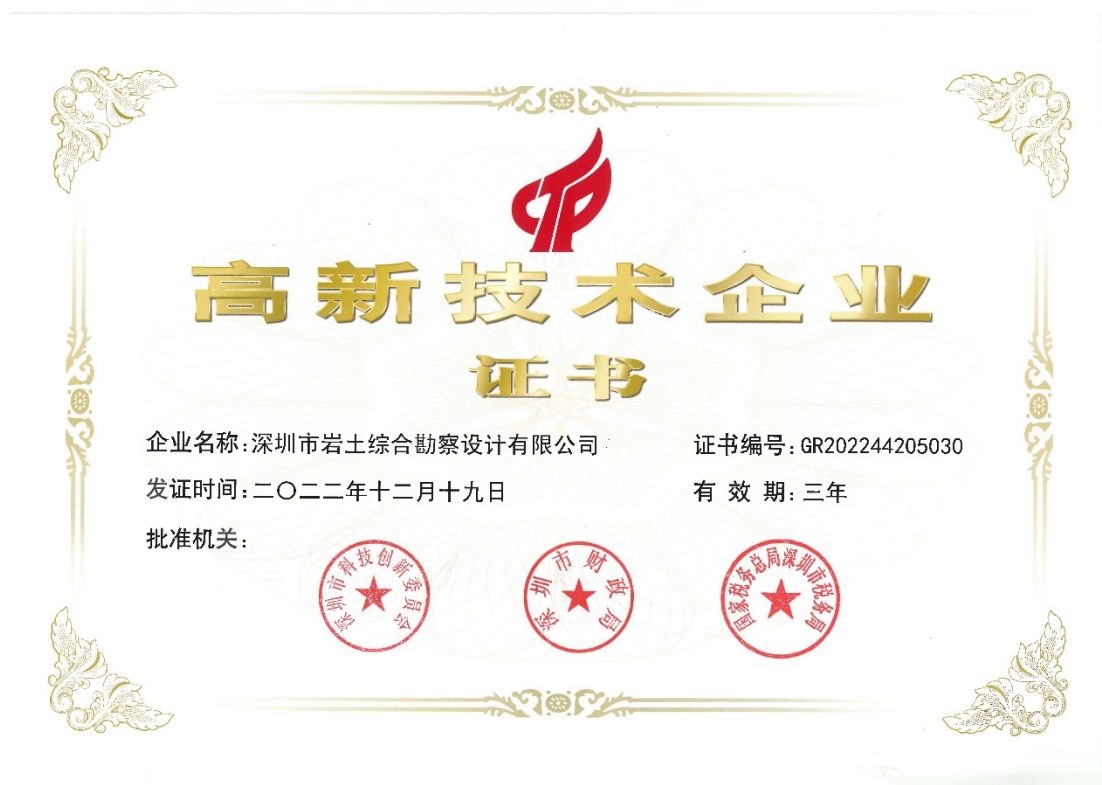 高新技术企业
证书
企业名称:深圳市岩土综合勘察设计有限公司
证书编号:GR202244205030
发证时间:二〇二二年十二月十九日
有 效 期:三年
批准机关:
深圳市科技创新委员会
深圳市财政局
国家税务总局深圳市税务局